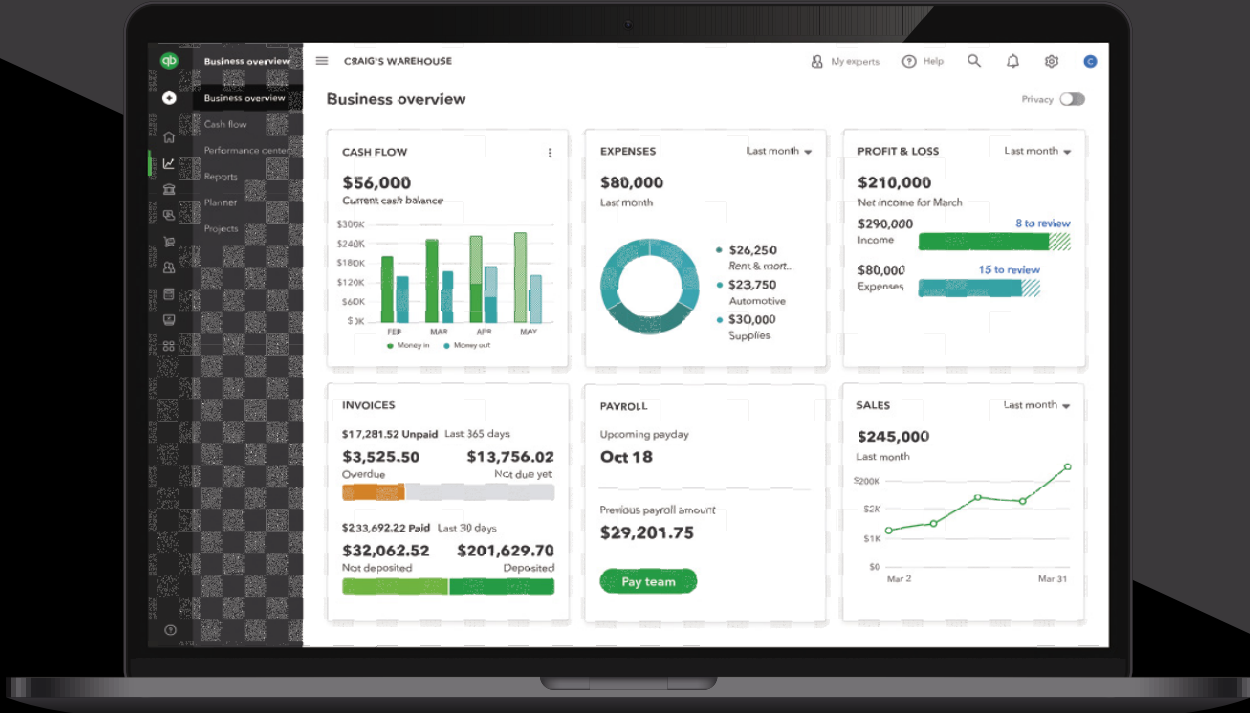 qb
Business overview
CRAIG'S WAREHOUSE
My experts
Help
C
Business overview
Cash flow
Performance center
Reports
Planner
Projects
Business overview
Privacy
CASH FLOW
$56,000
Current cash balance
$300K
$240K
$180K
$120K
$60K
$0K
FEB MAR APR MAY
Money in Money out
EXPENSES
Last month
$80,000
Last month
$26,250
Rent & mort..
$23,750
Automotive
$30,000
Supplies
PROFIT & LOSS
Last month
$210,000
Net income for March
$290,000
8 to review
Income
$80,000
15 to review
Expenses
INVOICES
$17,281.52 Unpaid Last 365 days
$3,525.50 $13,756.02
Overdue Not due yet
$233,692.22 Paid Last 30 days
$32,062.52 $201,629.70
Not deposited Deposited
PAYROLL
Upcoming payday
Oct 18
Previous payroll amount
$29,201.75
Pay team
SALES
Last month
$245,000
Last month
$200K
$2K
$1K
$0
Mar 2 Mar 31